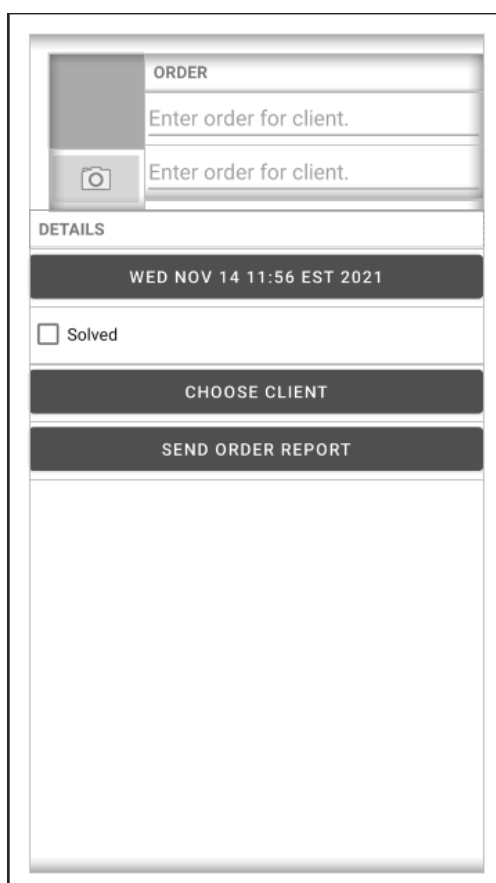 ORDER
Enter order for client.
Enter order for client.
DETAILS
WED NOV 14 11:56 EST 2021
Solved
CHOOSE CLIENT
SEND ORDER REPORT